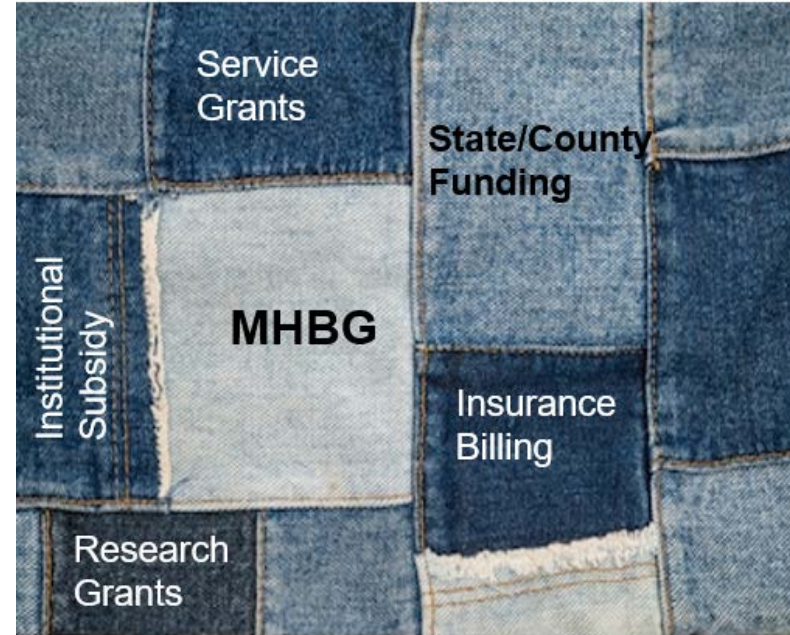 Service
Grants
State/County
Funding
Institutional
Subsidy
MHBG
Insurance
Billing
Research
Grants